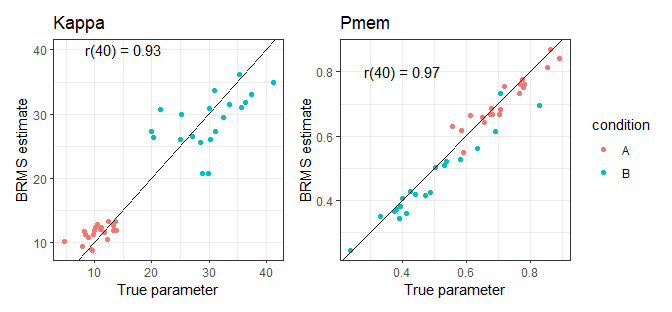 Kappa
Pmem
r(40) = 0.93
r(40) = 0.97
BRMS estimate
40
30
20
10
10
20
30
40
True parameter
BRMS estimate
0.8
0.6
0.4
0.4
0.6
0.8
True parameter
condition
A
B